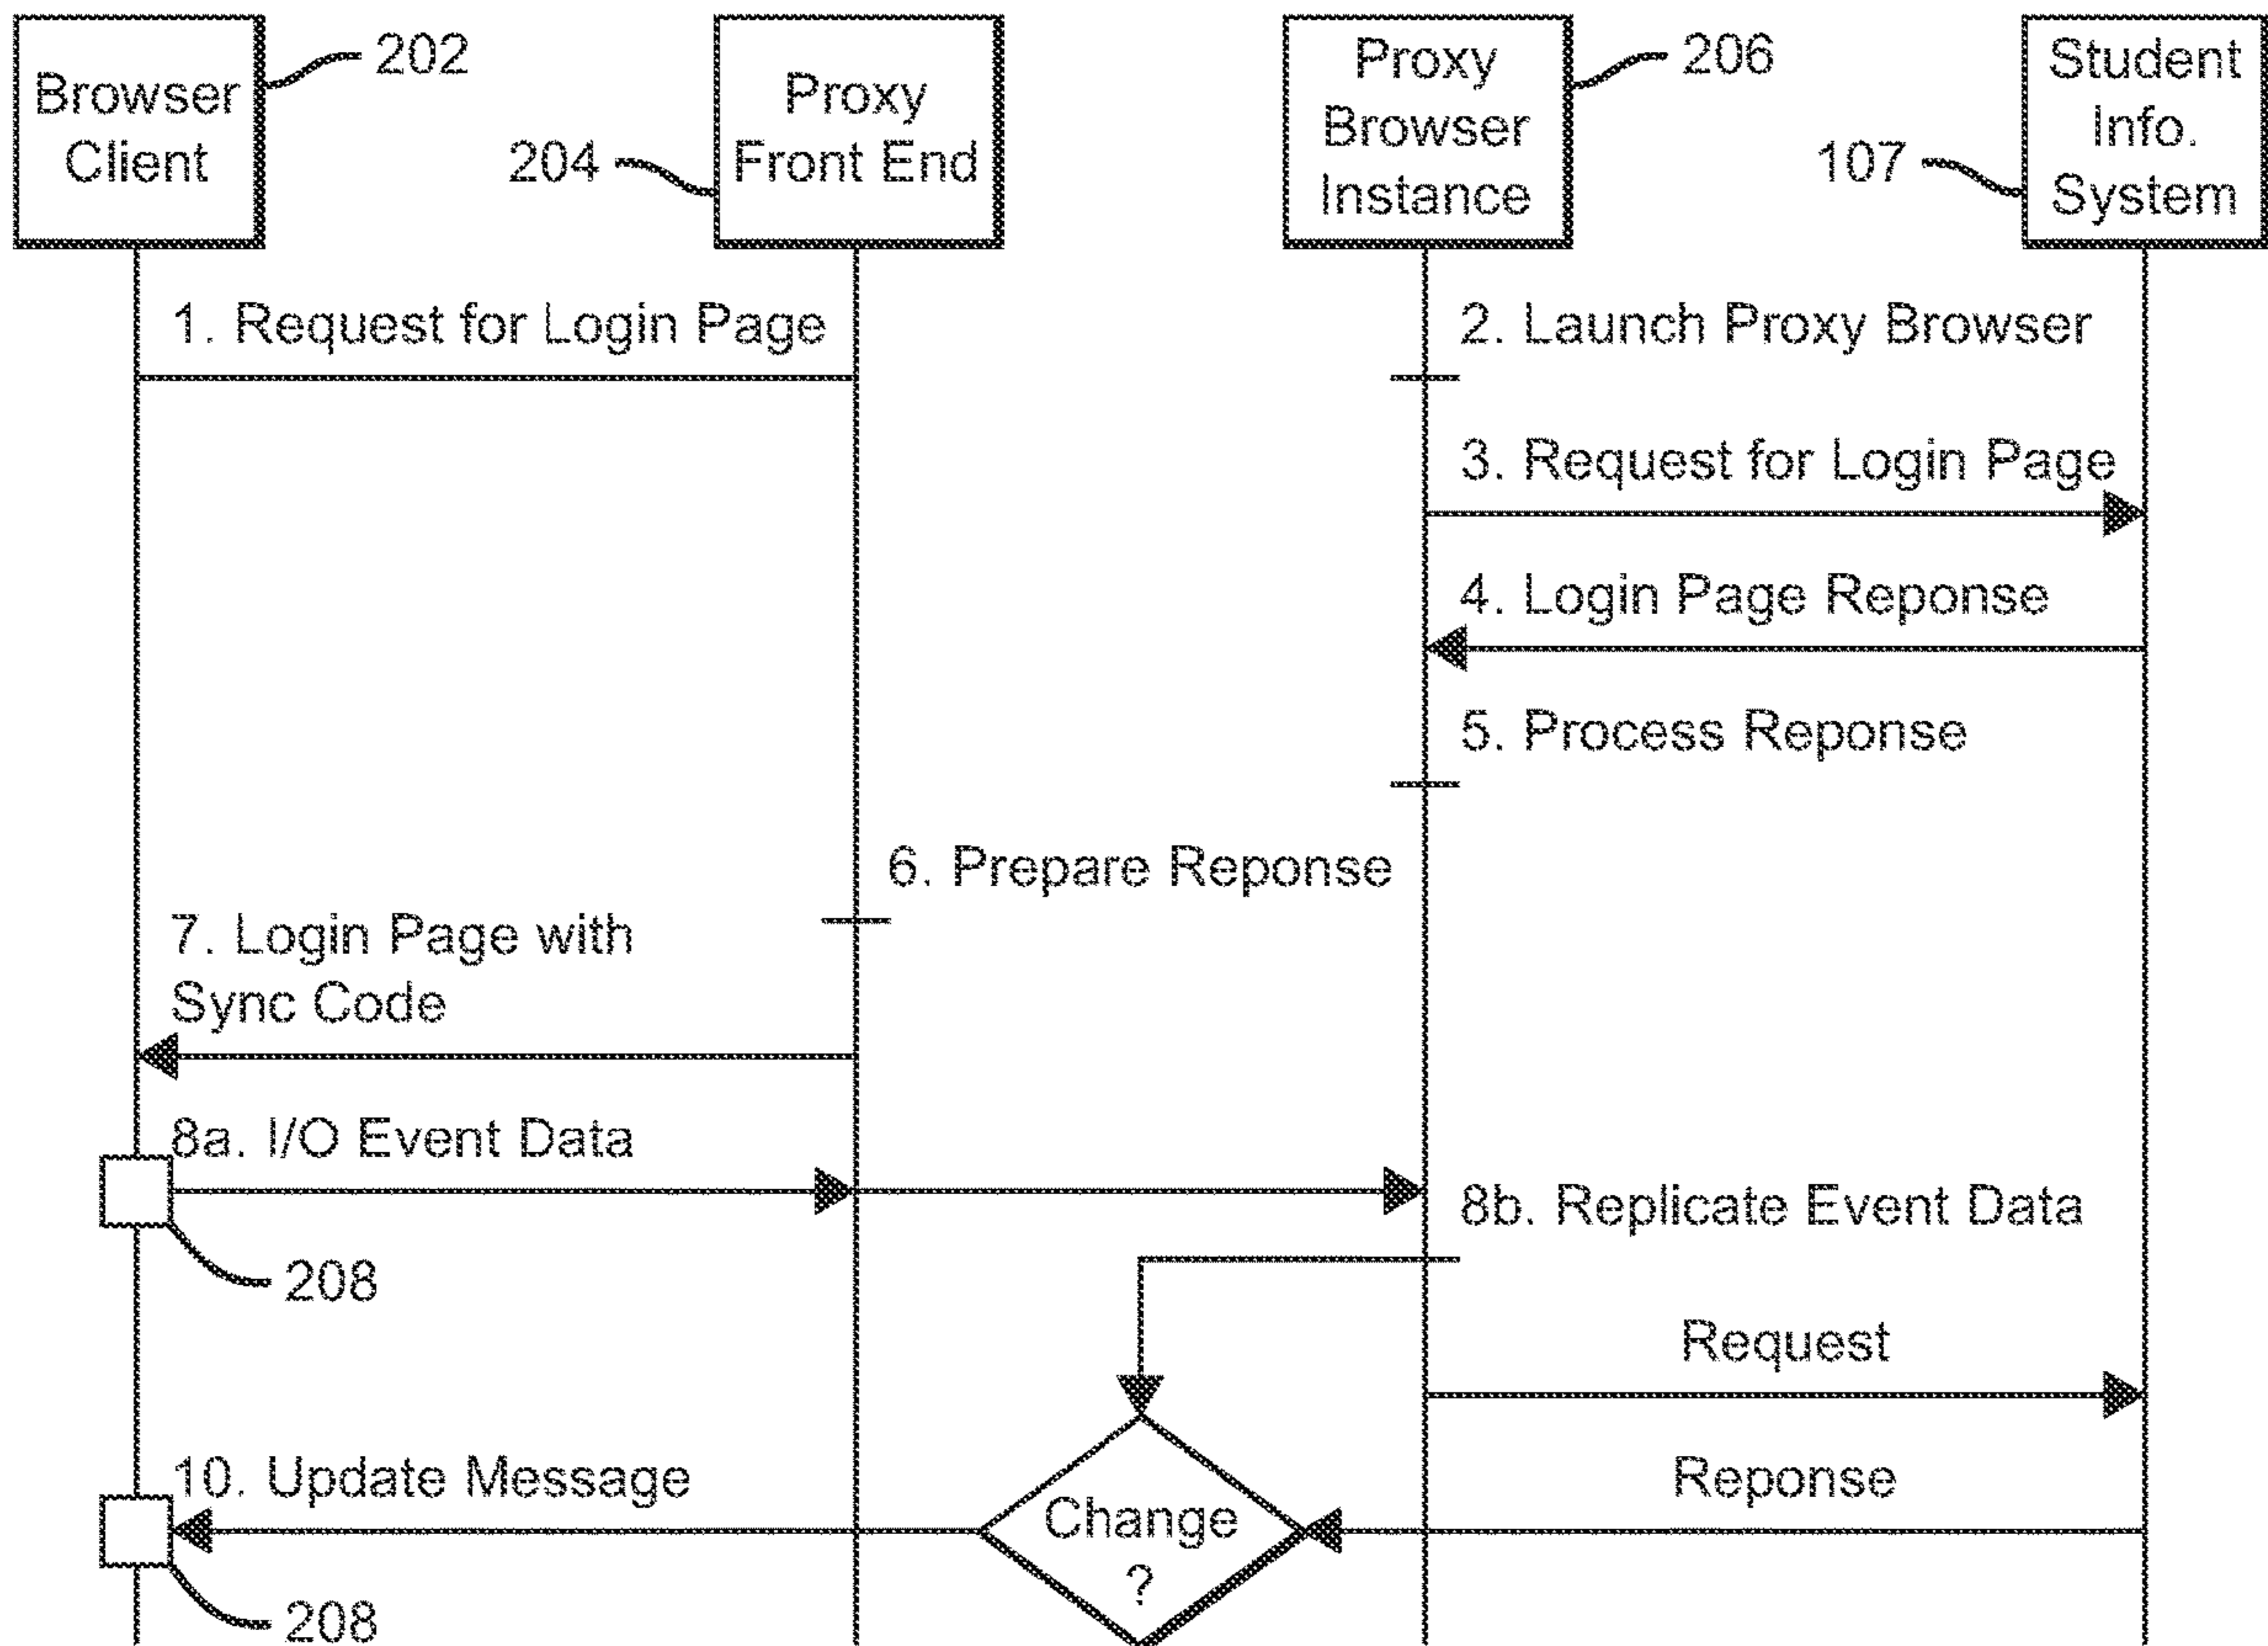 Browser
Client
202
204
Proxy
Front End
Proxy
Browser
Instance
206
107
Student
Info.
System
1. Request for Login Page
2. Launch Proxy Browser
3. Request for Login Page
4. Login Page Reponse
5. Process Reponse
6. Prepare Reponse
7. Login Page with
Sync Code
8a. I/O Event Data
8b. Replicate Event Data
208
Request
10. Update Message
Change
?
Reponse
208